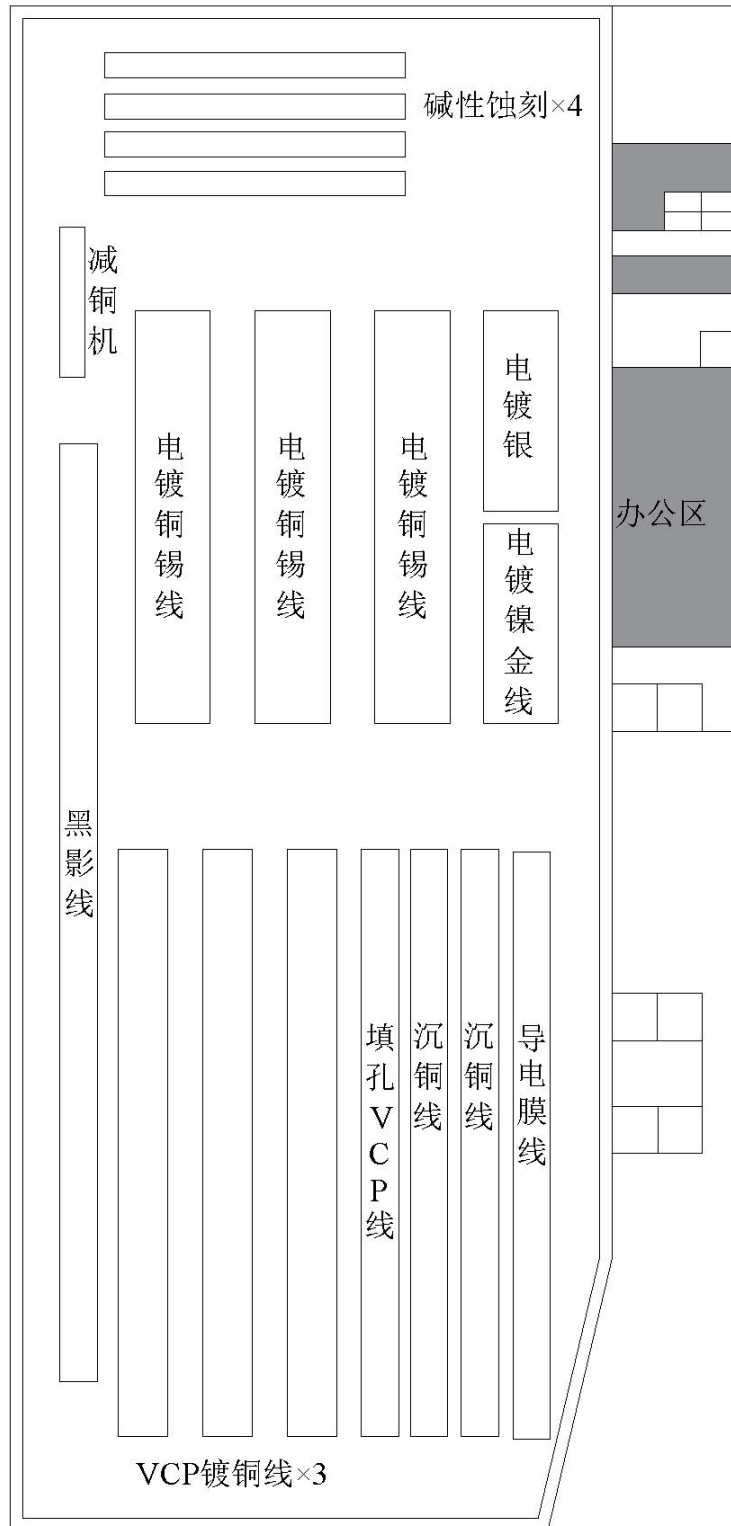 碱性蚀刻×4
减铜机
电镀铜锡线
电镀铜锡线
电镀铜锡线
电镀银
电镀镍金线
办公区
黑影线
填孔VCP线
沉铜线
沉铜线
导电膜线
VCP镀铜线×3